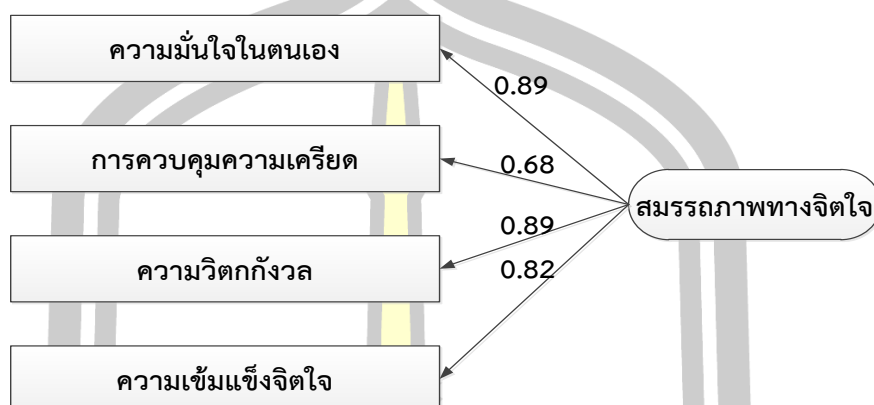 ความมั่นใจในตนเอง
0.89
การควบคุมความเครียด
0.68
สมรรถภาพทางจิตใจ
0.89
ความวิตกกังวล
0.82
ความเข้มแข็งจิตใจ